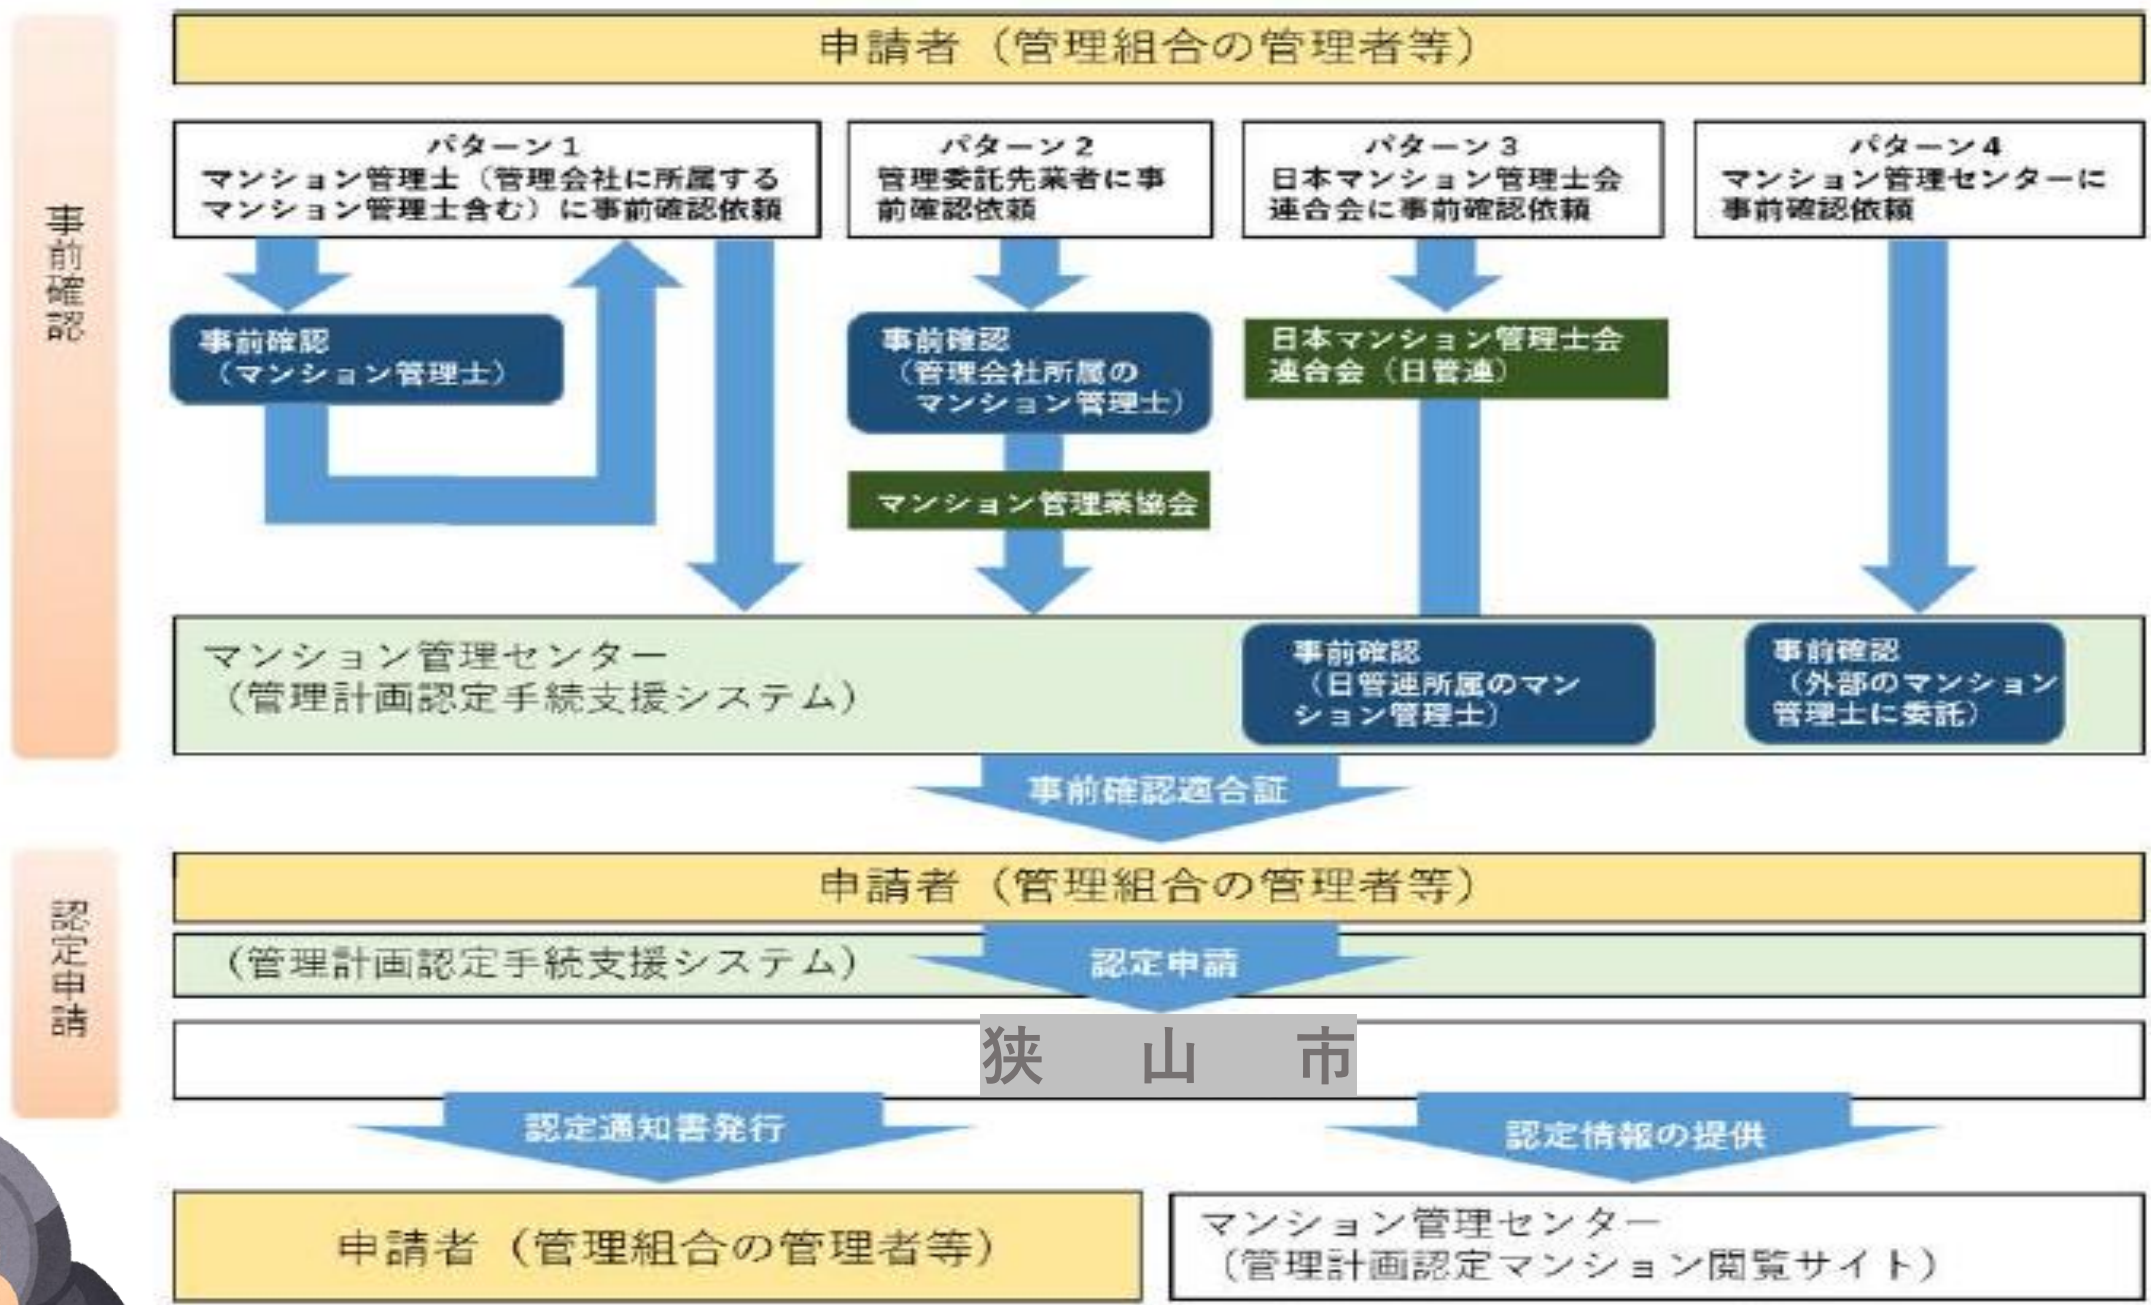 事前確認
申請者（管理組合の管理者等）
パターン１
マンション管理士（管理会社に所属する
マンション管理士含む）に事前確認依頼
パターン２
管理委託先業者に事
前確認依頼
パターン３
日本マンション管理士会
連合会に事前確認依頼
パターン４
マンション管理センターに
事前確認依頼
事前確認
（マンション管理士）
事前確認
（管理会社所属の
マンション管理士）
マンション管理業協会
日本マンション管理士会
連合会（日管連）
マンション管理センター
（管理計画認定手続支援システム）
事前確認
（日管連所属のマン
ション管理士）
事前確認
（外部のマンション
管理士に委託）
事前確認適合証
認定申請
申請者（管理組合の管理者等）
（管理計画認定手続支援システム）
認定申請
狭山市
認定通知書発行
認定情報の提供
申請者（管理組合の管理者等）
マンション管理センター
（管理計画認定マンション閲覧サイト）